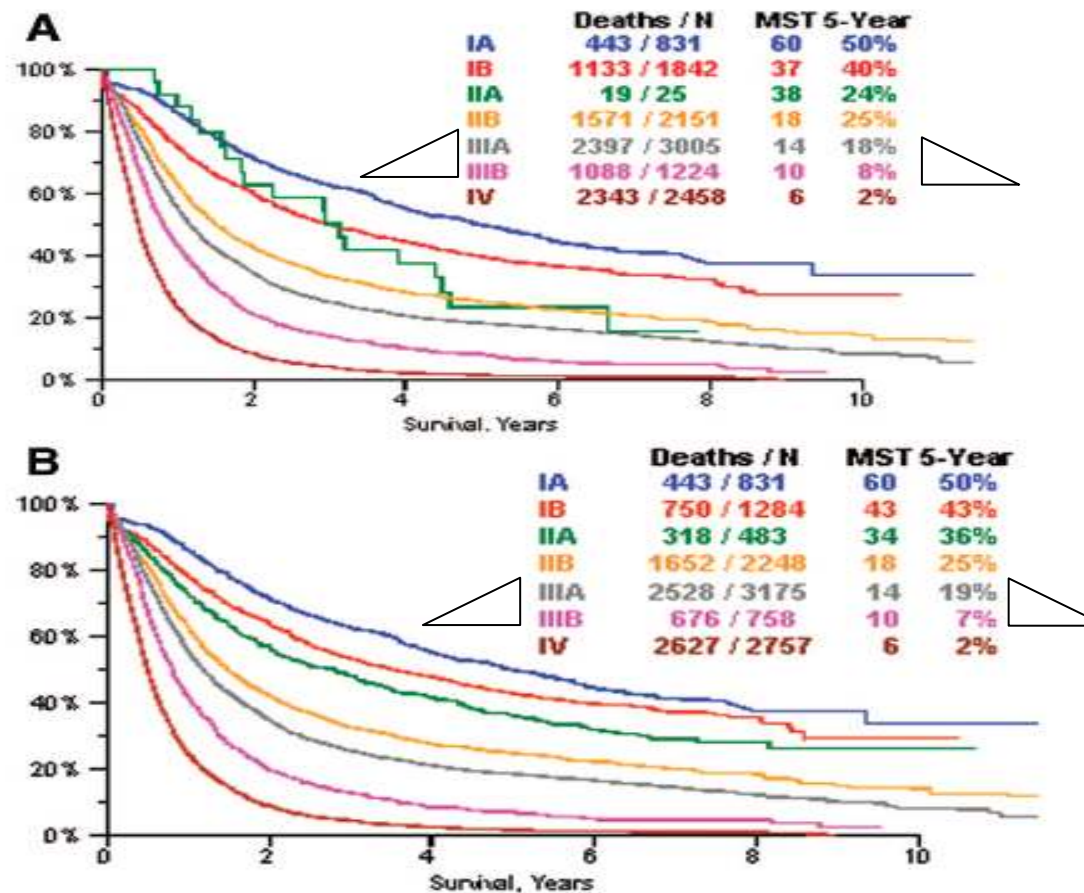 A
Deaths / N MST 5-Year
IA 443 / 831 60 50%
IB 1133 / 1842 37 40%
IIA 19 / 25 38 24%
IIB 1571 / 2151 18 25%
IIIA 2397 / 3005 14 18%
IIIB 1088 / 1224 10 8%
IV 2343 / 2458 6 2%
100%
80%
60%
40%
20%
0%
0 2 4 6 8 10
Survival. Years
B
Deaths / N MST 5-Year
IA 443 / 831 60 50%
IB 750 / 1284 43 43%
IIA 318 / 483 34 36%
IIB 1652 / 2248 18 25%
IIIA 2528 / 3175 14 19%
IIIB 676 / 758 10 7%
IV 2627 / 2757 6 2%
100%
80%
60%
40%
20%
0%
0 2 4 6 8 10
Survival, Years